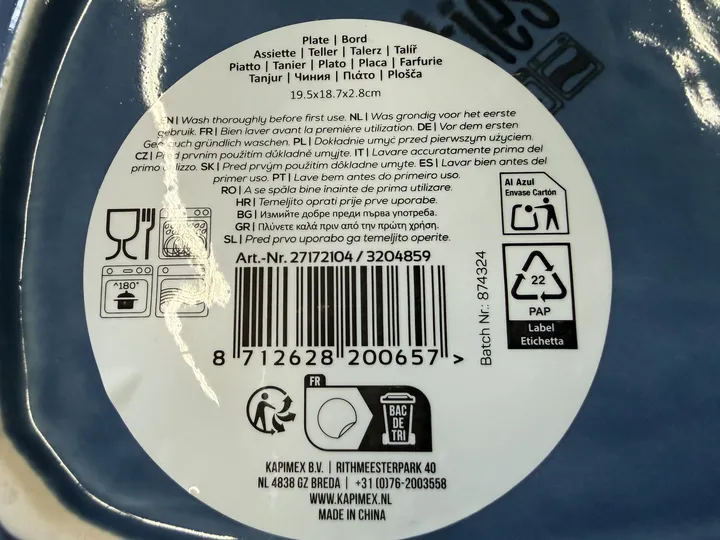 Plate | Bord
Assiette | Teller | Talerz | Talíř
Piatto | Tanier | Plato | Placa | Farfurie
Tanjur | Чиния | Πιάτο | Plošča
19.5x18.7x2.8cm
EN | Wash thoroughly before first use. NL | Was grondig voor het eerste
gebruik. FR | Bien laver avant la première utilization. DE | Vor dem ersten
Gebrauch gründlich waschen. PL | Dokładnie umyć przed pierwszym użyciem.
CZ | Před prvním použitím důkladně umyjte. IT | Lavare accuratamente prima del
primo utilizzo. SK | Pred prvým použitím dôkladne umyte. ES | Lavar bien antes del
primer uso. PT | Lave bem antes do primeiro uso.
RO | A se spăla bine înainte de prima utilizare.
HR | Temeljito oprati prije prve uporabe.
BG | Измийте добре преди първа употреба.
GR | Πλύνετε καλά πριν από την πρώτη χρήση.
SL | Pred prvo uporabo ga temeljito operite.
Art.-Nr. 27172104 / 3204859
^180°
8 712628 200657 >
Batch Nr.: 874324
Al Azul
Envase Cartón
22
PAP
Label
Etichetta
FR
BAC
DE
TRI
KAPIMEX B.V. | RITHMEESTERPARK 40
NL 4838 GZ BREDA | +31 (0)76-2003558
WWW.KAPIMEX.NL
MADE IN CHINA